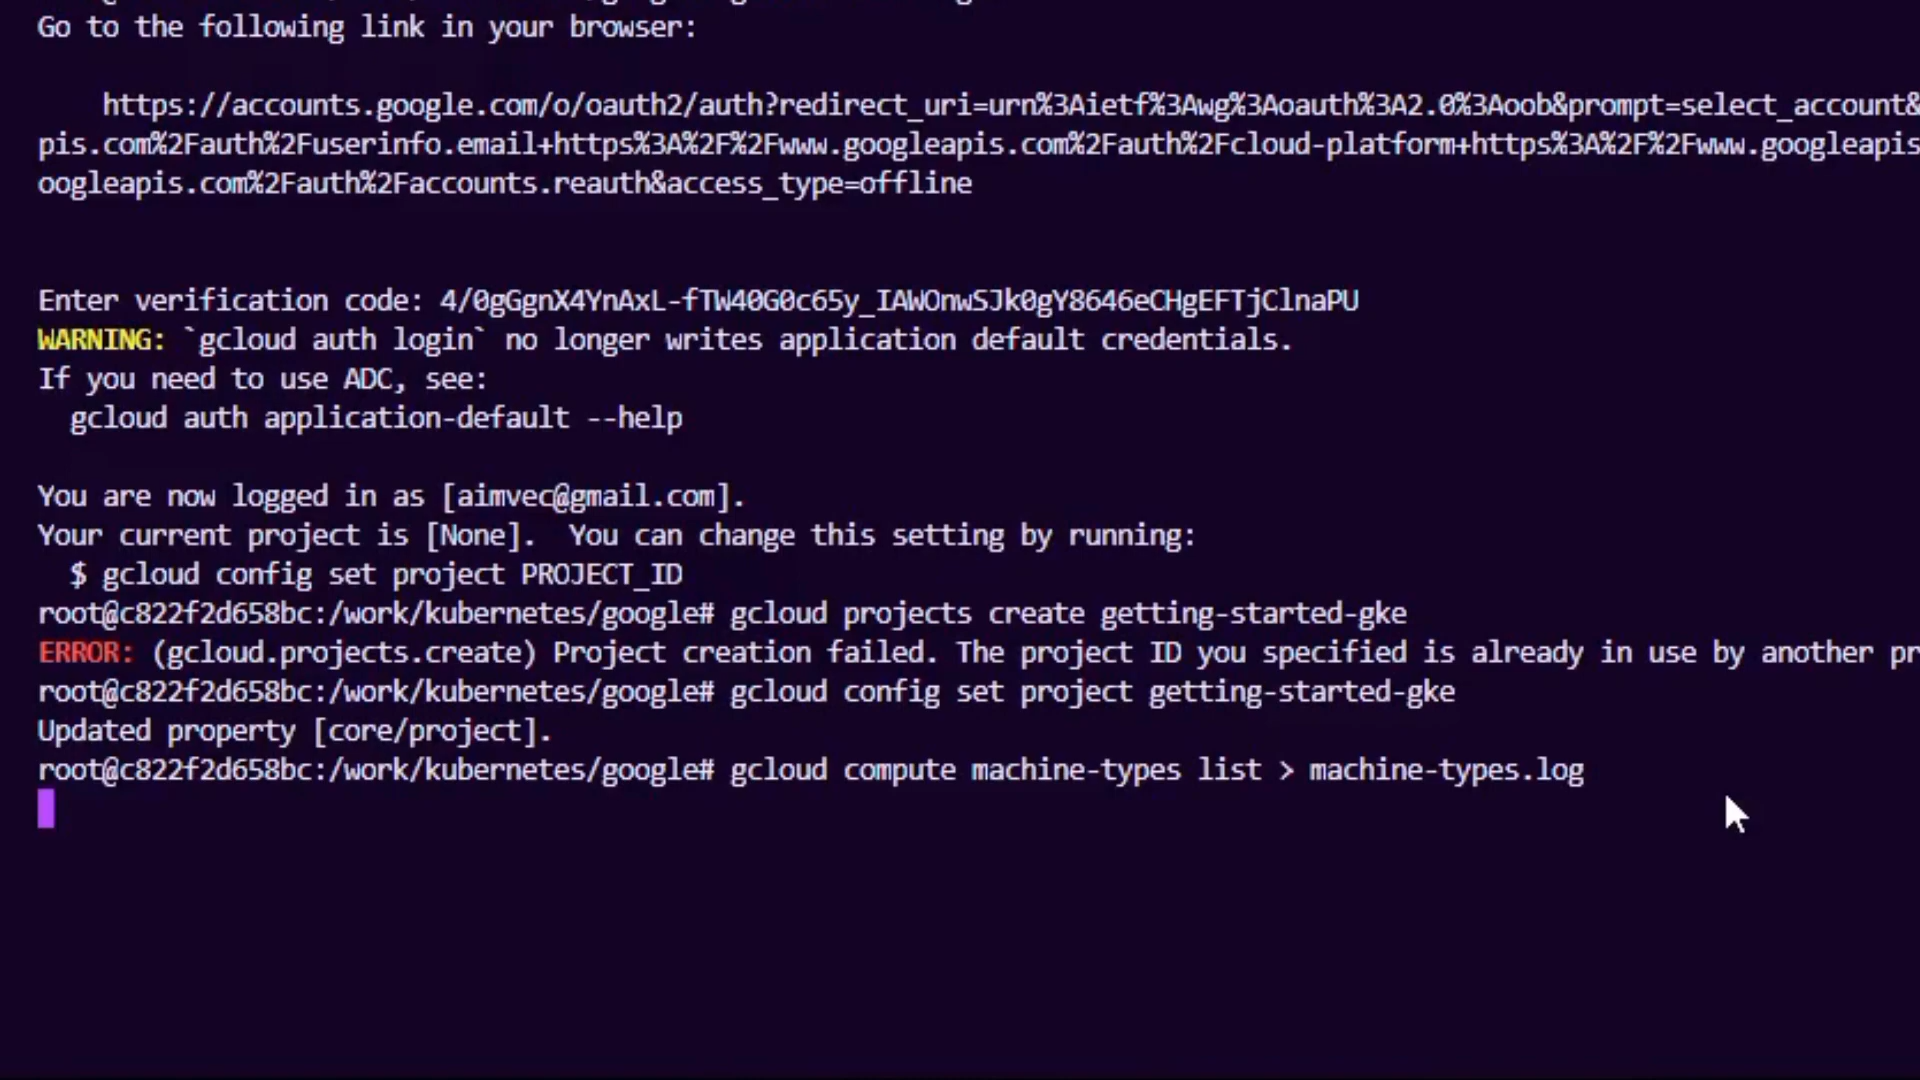 Go to the following link in your browser:
https://accounts.google.com/o/oauth2/auth?redirect_uri=urn%3Aietf%3Awg%3Aoauth%3A2.0%3Aoob&prompt=select_account&
pis.com%2Fauth%2Fuserinfo.email+https%3A%2F%2Fwww.googleapis.com%2Fauth%2Fcloud-platform+https%3A%2F%2Fwww.googleapis
oogleapis.com%2Fauth%2Faccounts.reauth&access_type=offline
Enter verification code: 4/0gGgnX4YnAxL-fTW40G0c65y_IAWOnwSJk0gY8646eCHgEFTjClnaPU
WARNING: `gcloud auth login` no longer writes application default credentials.
If you need to use ADC, see:
gcloud auth application-default --help
You are now logged in as [aimvec@gmail.com].
Your current project is [None].  You can change this setting by running:
$ gcloud config set project PROJECT_ID
root@c822f2d658bc:/work/kubernetes/google# gcloud projects create getting-started-gke
ERROR: (gcloud.projects.create) Project creation failed. The project ID you specified is already in use by another pr
root@c822f2d658bc:/work/kubernetes/google# gcloud config set project getting-started-gke
Updated property [core/project].
root@c822f2d658bc:/work/kubernetes/google# gcloud compute machine-types list > machine-types.log